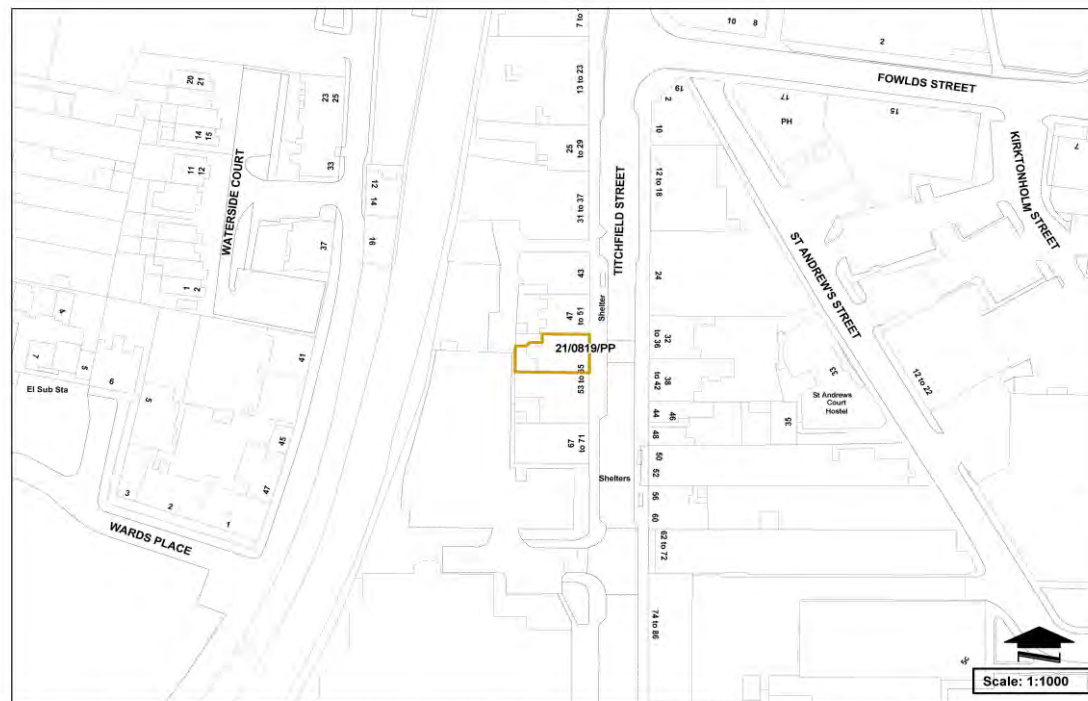 7 to
10 8
2
FOWLDS STREET
20
21
23
25
13 to 23
19
2
17
15
PH
14
15
10
25
to 29
KIRKTONHOLM STREET
7
11
12
33
12
14
12 to 18
WATERSIDE COURT
31 to 37
TITCHFIELD STREET
ST ANDREW'S STREET
37
16
43
24
1
2
Shelter
47
to 51
4
7
5
6
41
21/0819/PP
32
to 36
33
El Sub Sta
5
53 to 65
38
to 42
St Andrews
Court
Hostel
12 to 22
44
46
35
45
67
to 71
48
50
47
Shelters
52
3
2
1
56
60
WARDS PLACE
62 to 72
74 to 86
N
Scale: 1:1000